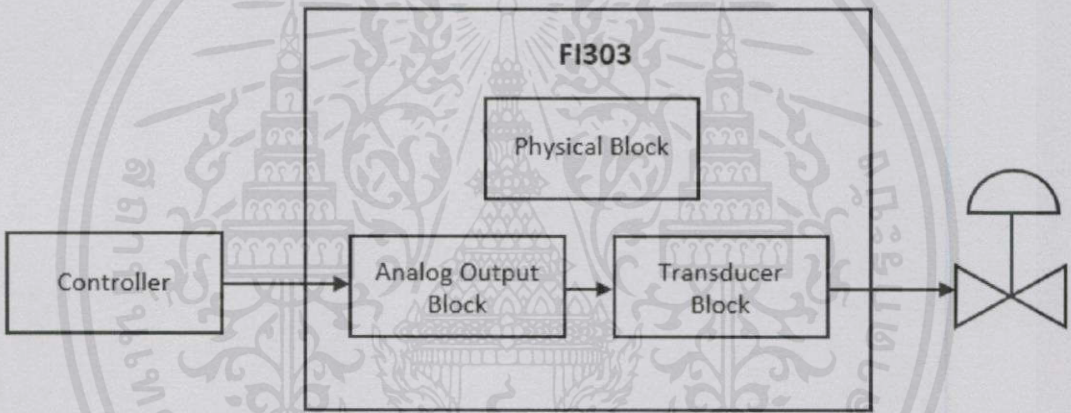 FI303
Physical Block
Controller
Analog Output
Block
Transducer
Block